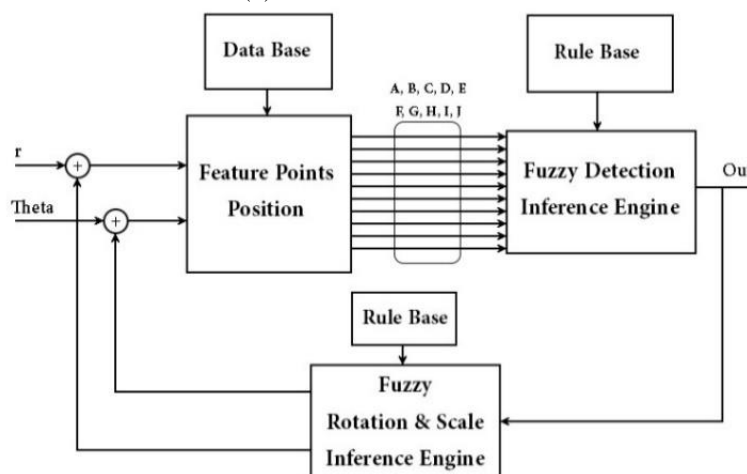 Data Base
Rule Base
A, B, C, D, E
F, G, H, I, J
r
+
Feature Points
Position
Fuzzy Detection
Inference Engine
Ou
Theta
+
Rule Base
Fuzzy
Rotation & Scale
Inference Engine